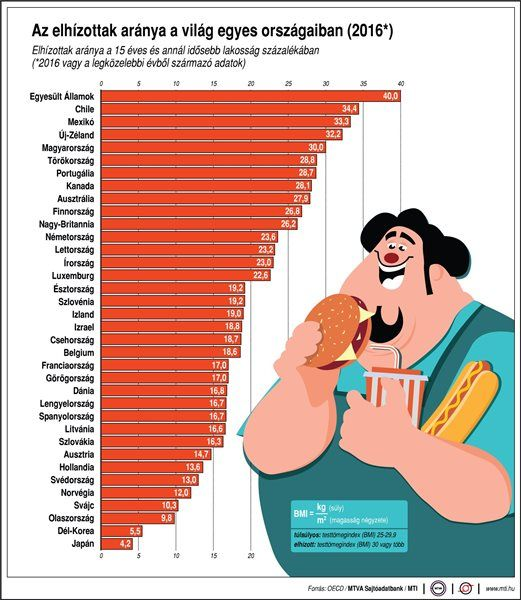 Az elhízottak aránya a világ egyes országaiban (2016*)
Elhízottak aránya a 15 éves és annál idősebb lakosság százalékában
(*2016 vagy a legközelebbi évből származó adatok)
0 5 10 15 20 25 30 35 40
Egyesült Államok 40,0
Chile 34,4
Mexikó 33,3
Új-Zéland 32,2
Magyarország 30,0
Törökország 28,8
Portugália 28,7
Kanada 28,1
Ausztrália 27,9
Finnország 26,8
Nagy-Britannia 26,2
Németország 23,6
Lettország 23,2
Írország 23,0
Luxemburg 22,6
Észtország 19,2
Szlovénia 19,2
Izland 19,0
Izrael 18,8
Csehország 18,7
Belgium 18,6
Franciaország 17,0
Görögország 17,0
Dánia 16,8
Lengyelország 16,7
Spanyolország 16,7
Litvánia 16,6
Szlovákia 16,3
Ausztria 14,7
Hollandia 13,6
Svédország 13,0
Norvégia 12,0
Svájc 10,3
Olaszország 9,8
Dél-Korea 5,5
Japán 4,2
0 5 10 15 20
BMI = kg (súly)
m² (magasság négyzete)
túlsúlyos: testtömegindex (BMI) 25-29,9
elhízott: testtömegindex (BMI) 30 vagy több
Forrás: OECD / MTVA Sajtóadatbank / MTI
www.mti.hu